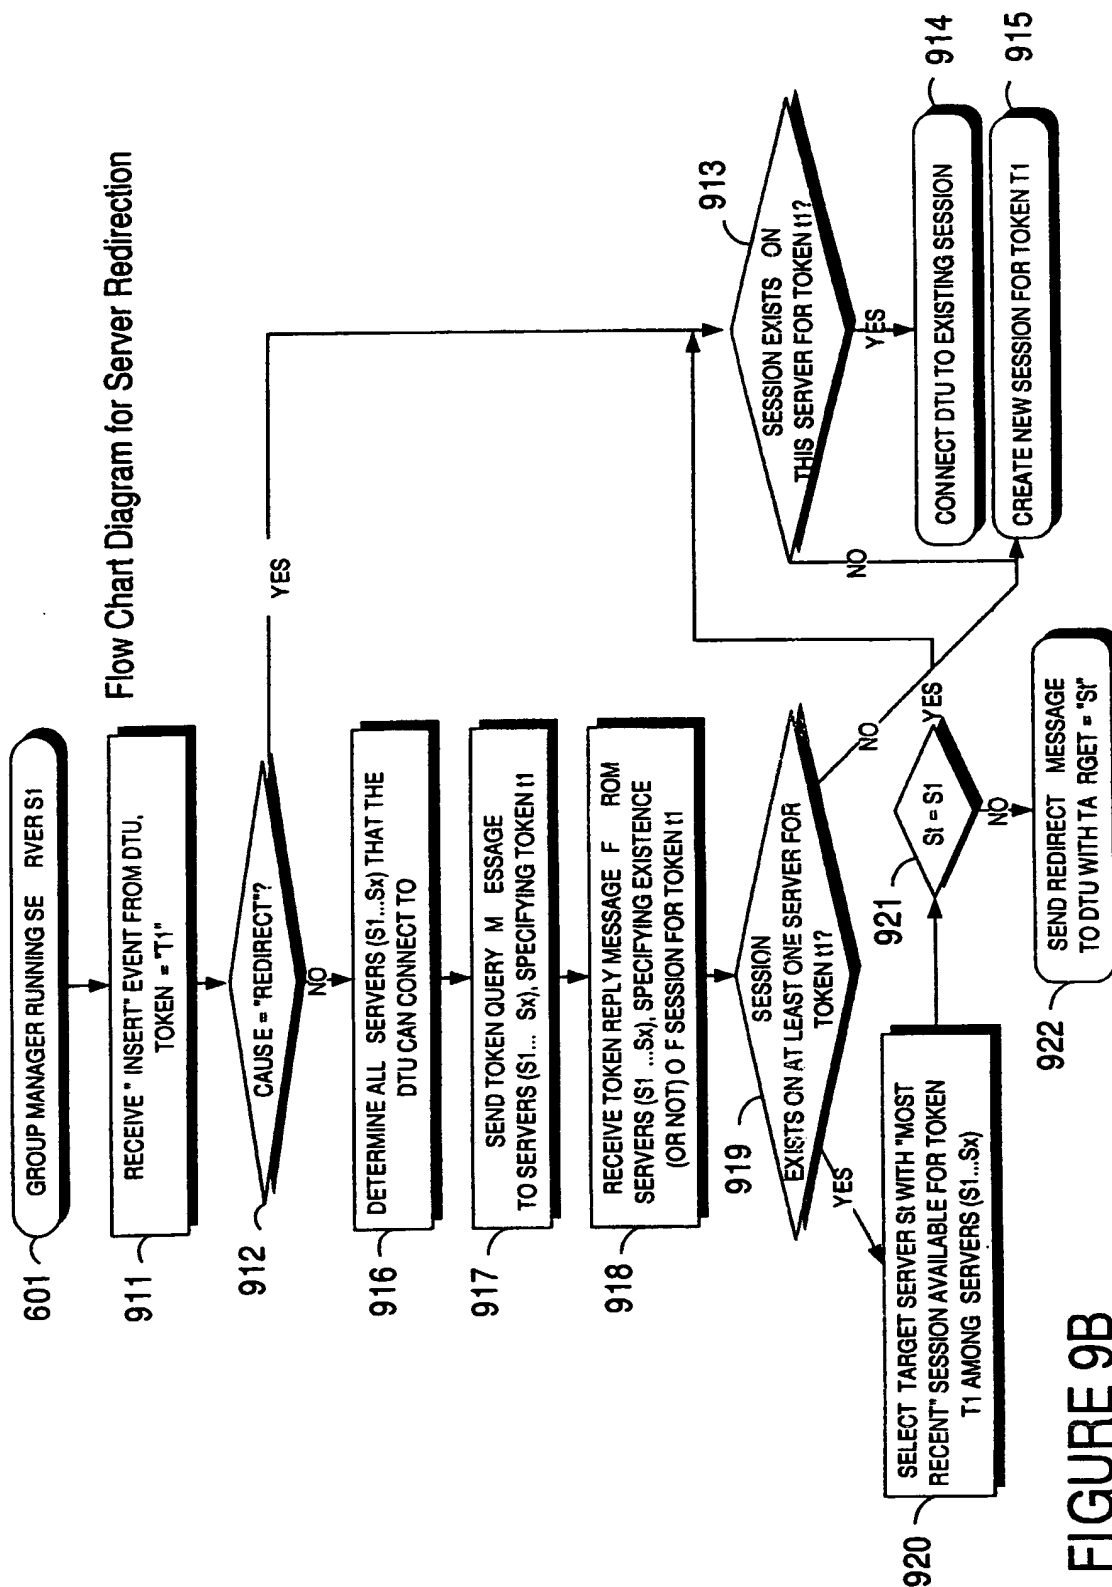 Flow Chart Diagram for Server Redirection
601
GROUP MANAGER RUNNING SE RVER S1
911
RECEIVE " INSERT" EVENT FROM DTU,
TOKEN = "T1"
912
CAUSE = "REDIRECT"?
YES
NO
916
DETERMINE ALL SERVERS (S1...Sx) THAT THE
DTU CAN CONNECT TO
917
SEND TOKEN QUERY M ESSAGE
TO SERVERS (S1... Sx), SPECIFYING TOKEN t1
918
RECEIVE TOKEN REPLY MESSAGE F ROM
SERVERS (S1 ...Sx), SPECIFYING EXISTENCE
(OR NOT) O F SESSION FOR TOKEN t1
919
SESSION
EXISTS ON AT LEAST ONE SERVER FOR
TOKEN t1?
YES
NO
920
SELECT TARGET SERVER St WITH "MOST
RECENT" SESSION AVAILABLE FOR TOKEN
T1 AMONG SERVERS (S1...Sx)
921
St = S1
YES
NO
922
SEND REDIRECT MESSAGE
TO DTU WITH TA RGET = "St"
913
SESSION EXISTS ON
THIS SERVER FOR TOKEN t1?
YES
NO
914
CONNECT DTU TO EXISTING SESSION
915
CREATE NEW SESSION FOR TOKEN T1
FIGURE 9B